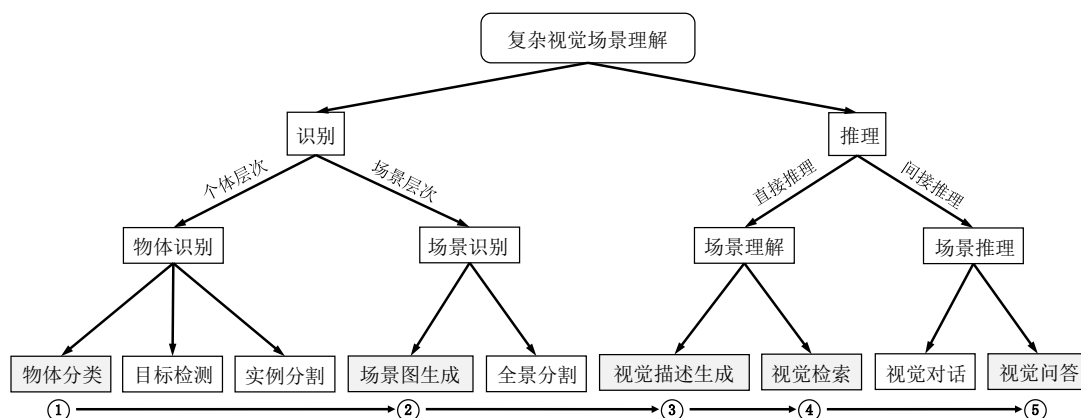 复杂视觉场景理解
识别
推理
个体层次
场景层次
直接推理
间接推理
物体识别
场景识别
场景理解
场景推理
物体分类
目标检测
实例分割
场景图生成
全景分割
视觉描述生成
视觉检索
视觉对话
视觉问答
①
②
③
④
⑤